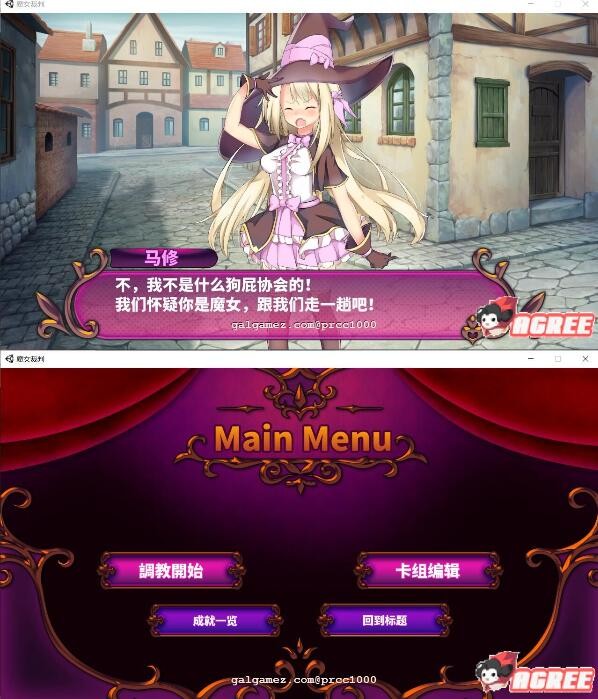 魔女裁判
马修
不，我不是什么狗屁协会的！
我们怀疑你是魔女，跟我们走一趟吧！
galgamez.com@prcc1000
AGREE
魔女裁判
Main Menu
調教開始
卡组编辑
成就一览
回到标题
galgamez.com@prcc1000
AGREE